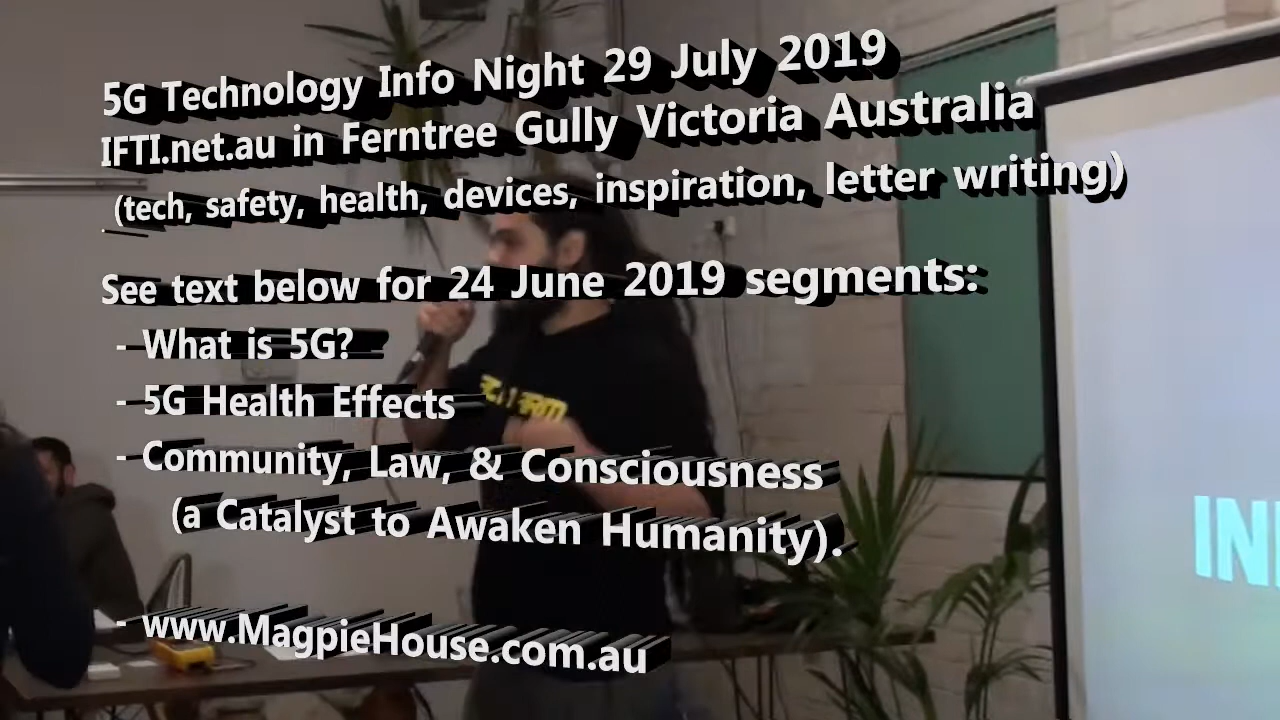 5G Technology Info Night 29 July 2019
IFTI.net.au in Ferntree Gully Victoria Australia
(tech, safety, health, devices, inspiration, letter writing)
.
See text below for 24 June 2019 segments:
- What is 5G?
- 5G Health Effects
- Community, Law, & Consciousness
(a Catalyst to Awaken Humanity).
- www.MagpieHouse.com.au